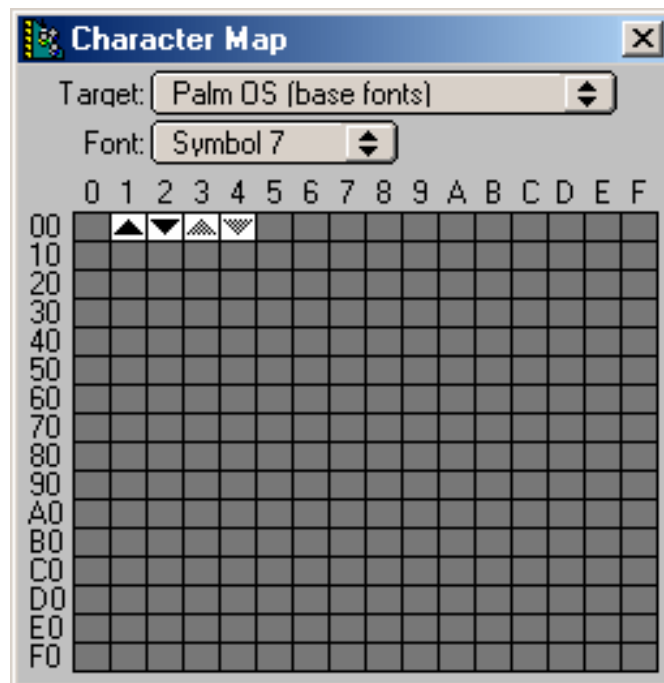 Character Map
Target: Palm OS (base fonts)
Font: Symbol 7
0 1 2 3 4 5 6 7 8 9 A B C D E F
00
10
20
30
40
50
60
70
80
90
A0
B0
C0
D0
E0
F0